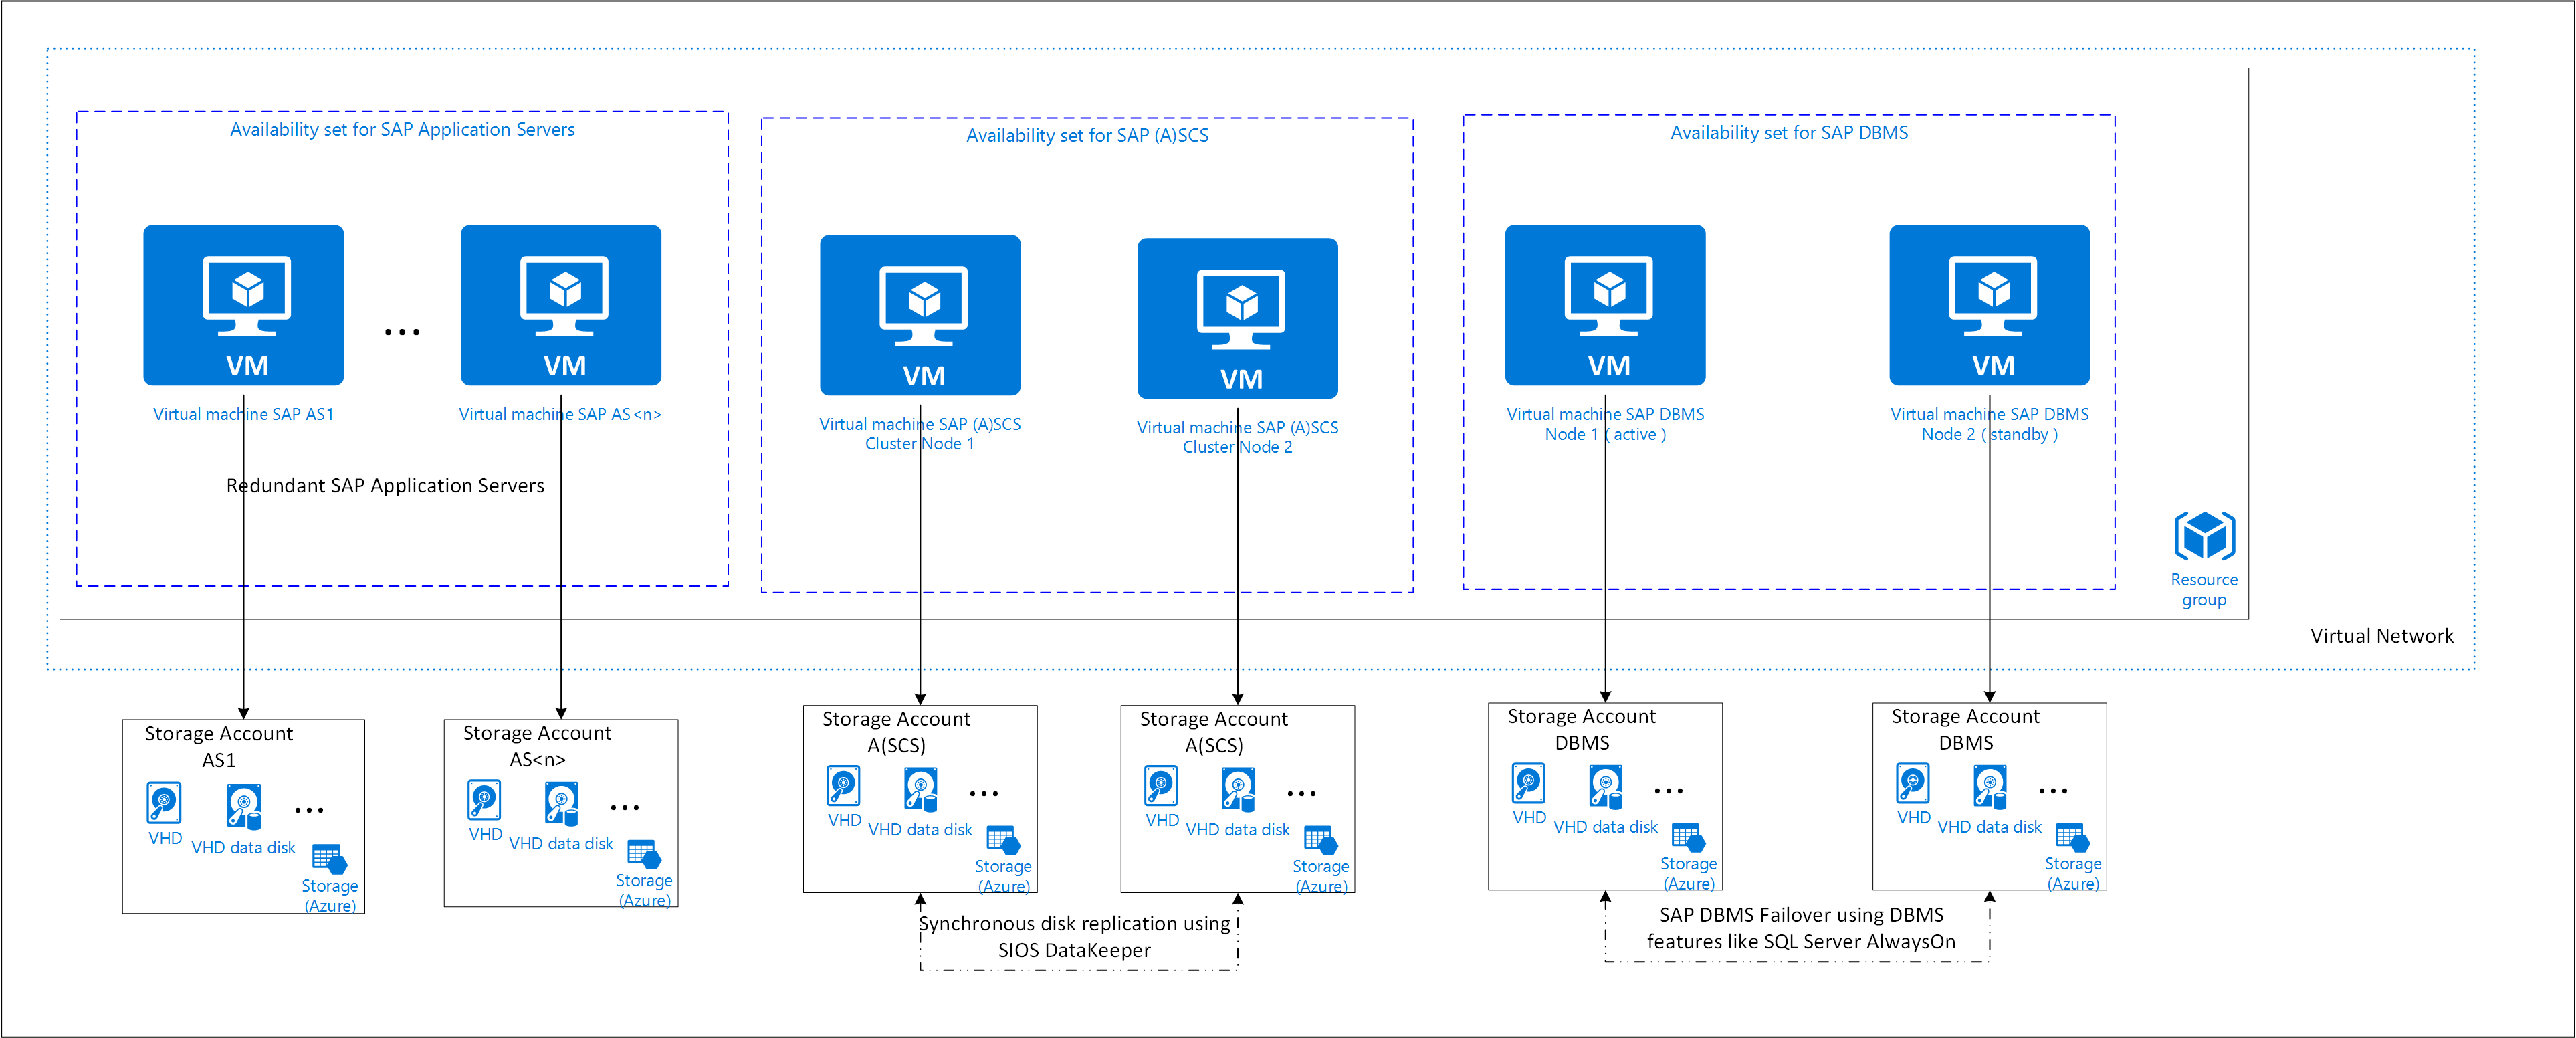 Availability set for SAP Application Servers
Availability set for SAP (A)SCS
Availability set for SAP DBMS
VM
VM
VM
VM
VM
VM
...
Virtual machine SAP AS1
Virtual machine SAP AS<n>
Virtual machine SAP (A)SCS
Cluster Node 1
Virtual machine SAP (A)SCS
Cluster Node 2
Virtual machine SAP DBMS
Node 1 ( active )
Virtual machine SAP DBMS
Node 2 ( standby )
Redundant SAP Application Servers
Resource
group
Virtual Network
Storage Account
AS1
VHD
VHD data disk
...
Storage
(Azure)
Storage Account
AS<n>
VHD
VHD data disk
...
Storage
(Azure)
Storage Account
A(SCS)
VHD
VHD data disk
...
Storage
(Azure)
Storage Account
A(SCS)
VHD
VHD data disk
...
Storage
(Azure)
Storage Account
DBMS
VHD
VHD data disk
...
Storage
(Azure)
Storage Account
DBMS
VHD
VHD data disk
...
Storage
(Azure)
Synchronous disk replication using
SIOS DataKeeper
SAP DBMS Failover using DBMS
features like SQL Server AlwaysOn